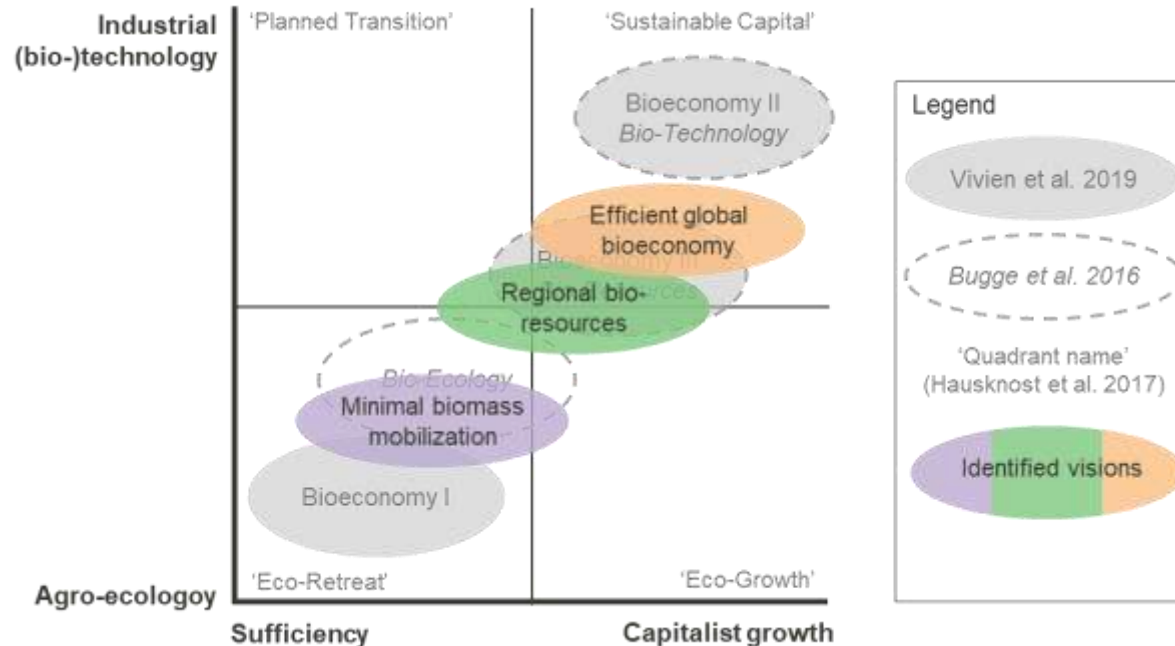 Industrial
(bio-)technology
'Planned Transition'
'Sustainable Capital'
Bioeconomy II
Bio-Technology
Efficient global
bioeconomy
Regional bio-
resources
Bio-Ecology
Minimal biomass
mobilization
Bioeconomy I
'Eco-Retreat'
'Eco-Growth'
Agro-ecologoy
Sufficiency
Capitalist growth
Legend
Vivien et al. 2019
Bugge et al. 2016
'Quadrant name'
(Hausknost et al. 2017)
Identified visions